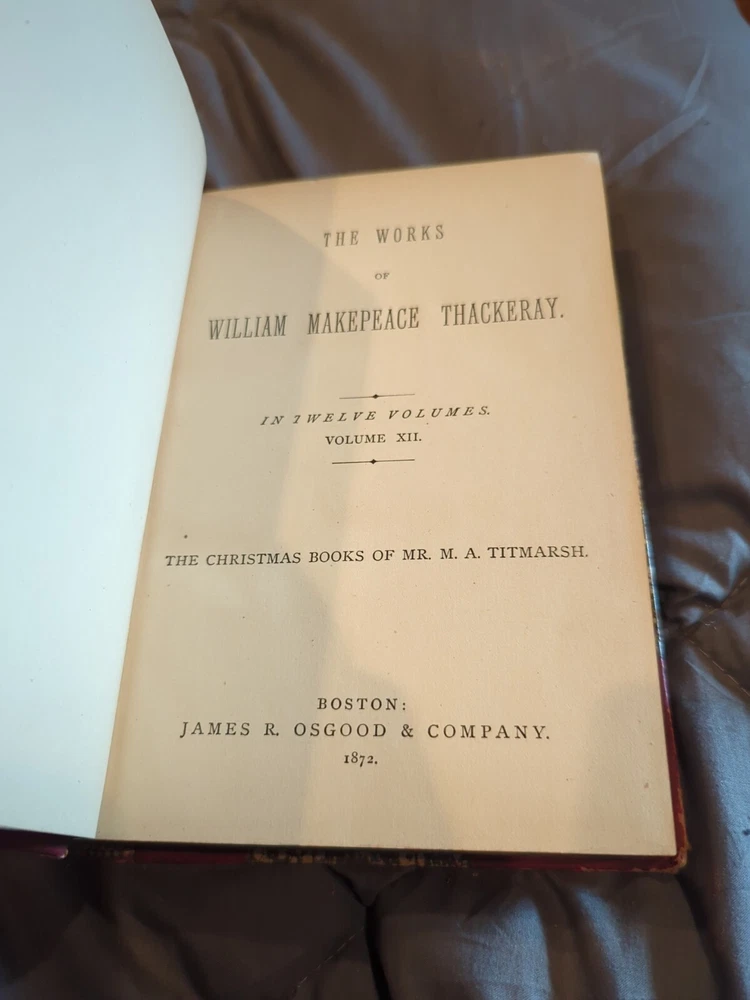 THE WORKS
OF
WILLIAM MAKEPEACE THACKERAY.
IN TWELVE VOLUMES.
VOLUME XII.
THE CHRISTMAS BOOKS OF MR. M. A. TITMARSH.
BOSTON:
JAMES R. OSGOOD & COMPANY.
1872.